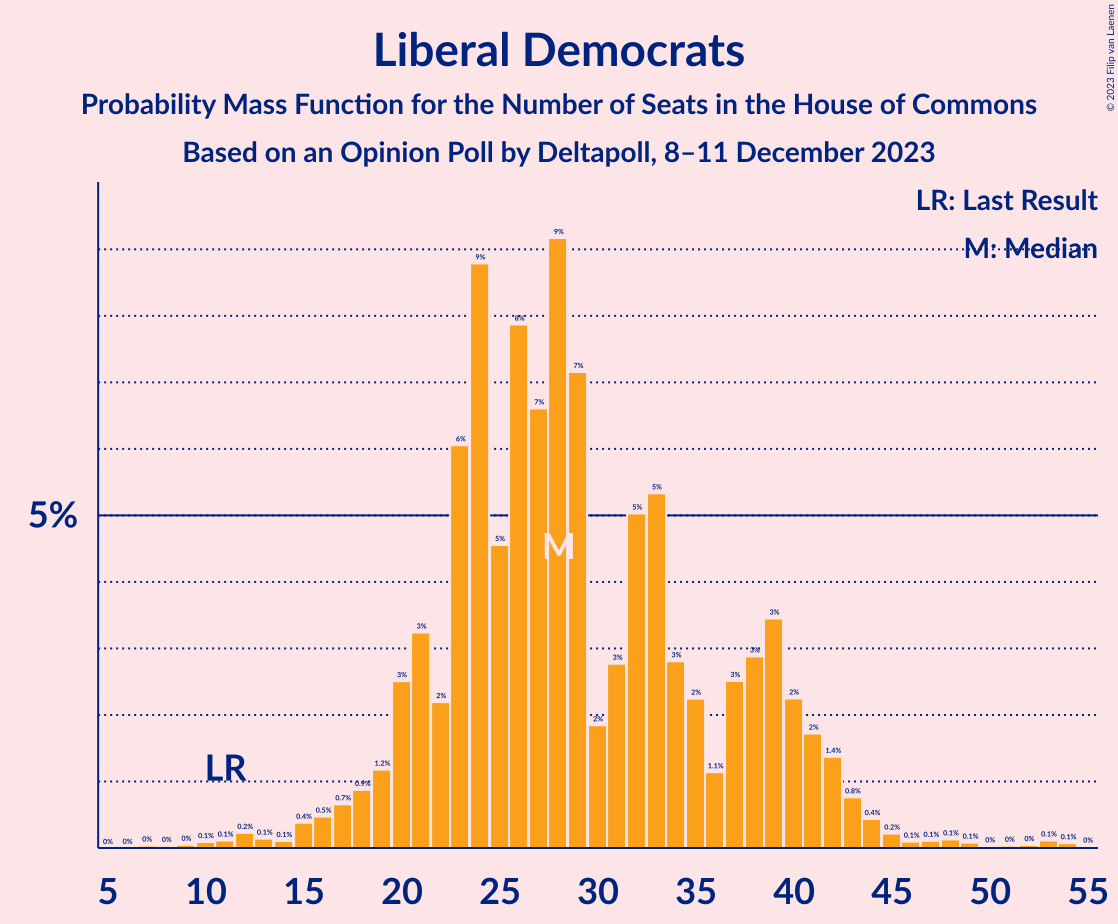 © 2023 Filip van Laenen
Liberal Democrats
Probability Mass Function for the Number of Seats in the House of Commons
Based on an Opinion Poll by Deltapoll, 8–11 December 2023
LR: Last Result
M: Median
5%
LR
M
0% 0% 0% 0% 0% 0.1% 0.1% 0.2% 0.1% 0.1% 0.4% 0.5% 0.7% 0.9% 1.2% 3% 3% 2% 6% 9% 5% 8% 7% 9% 7% 2% 3% 5% 5% 3% 2% 1.1% 3% 3% 3% 2% 2% 1.4% 0.8% 0.4% 0.2% 0.1% 0.1% 0.1% 0.1% 0% 0% 0% 0.1% 0.1% 0%
5 10 15 20 25 30 35 40 45 50 55